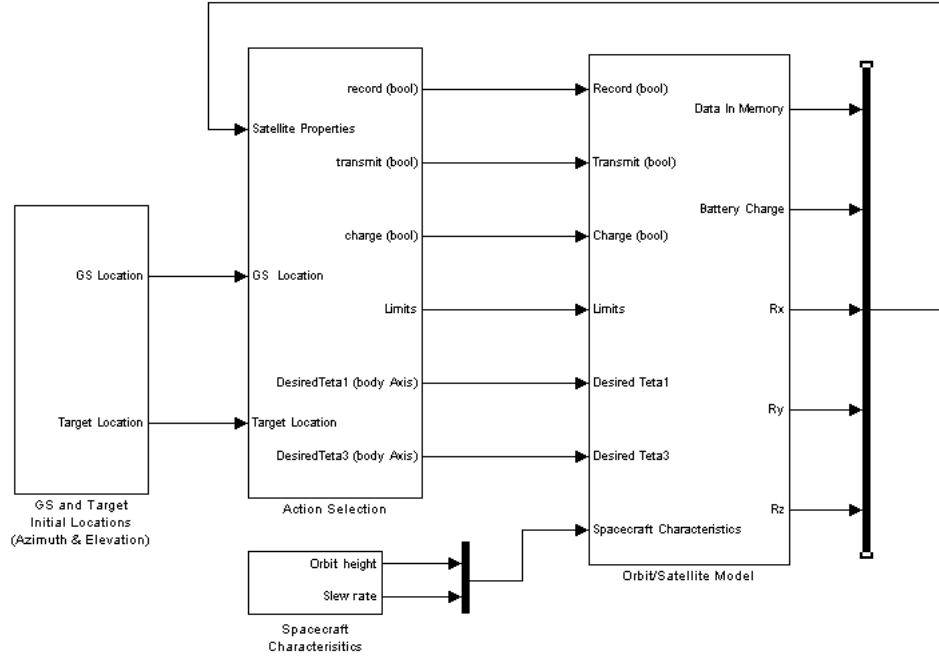 GS Location
Target Location
GS and Target
Initial Locations
(Azimuth & Elevation)
Satellite Properties
GS Location
Target Location
record (bool)
transmit (bool)
charge (bool)
Limits
DesiredTeta1 (body Axis)
DesiredTeta3 (body Axis)
Action Selection
Orbit height
Slew rate
Spacecraft
Characterisitics
Record (bool)
Transmit (bool)
Charge (bool)
Limits
Desired Teta1
Desired Teta3
Spacecraft Characteristics
Data In Memory
Battery Charge
Rx
Ry
Rz
Orbit/Satellite Model